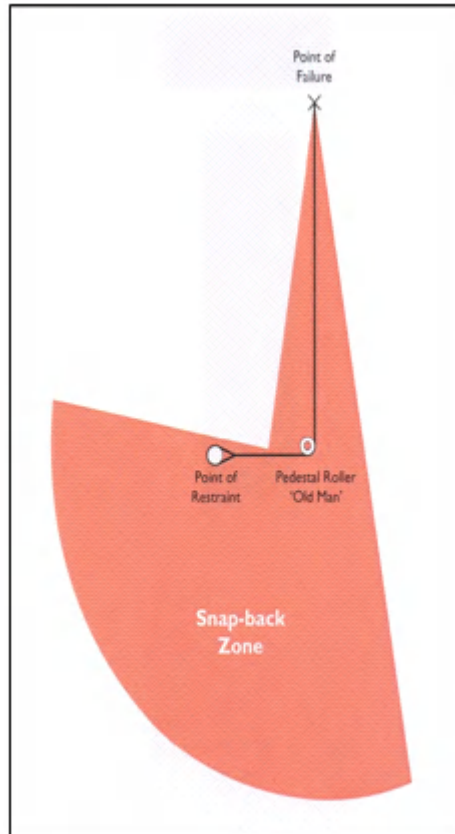 Point of
Failure
Point of
Restraint
Pedestal Roller
'Old Man'
Snap-back
Zone